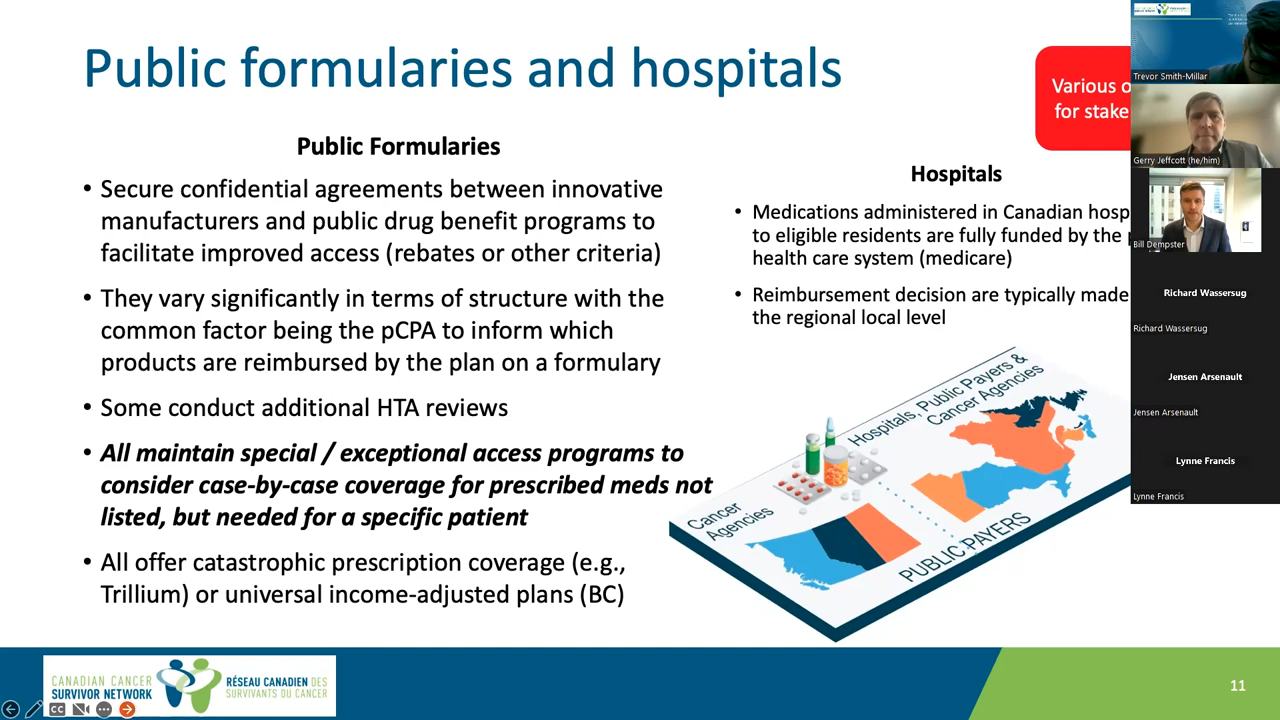 Public formularies and hospitals
Various
for stake
Public Formularies
• Secure confidential agreements between innovative
manufacturers and public drug benefit programs to
facilitate improved access (rebates or other criteria)
• They vary significantly in terms of structure with the
common factor being the pCPA to inform which
products are reimbursed by the plan on a formulary
• Some conduct additional HTA reviews
• All maintain special / exceptional access programs to
consider case-by-case coverage for prescribed meds not
listed, but needed for a specific patient
• All offer catastrophic prescription coverage (e.g.,
Trillium) or universal income-adjusted plans (BC)
Hospitals
• Medications administered in Canadian hosp
to eligible residents are fully funded by the
health care system (medicare)
• Reimbursement decision are typically made
the regional local level
Hospitals, Public Payers &
Cancer Agencies
Cancer
Agencies
PUBLIC PAYERS
Trevor Smith-Millar
Gerry Jeffcott (he/him)
Bill Dempster
Richard Wassersug
Richard Wassersug
Jensen Arsenault
Jensen Arsenault
Lynne Francis
Lynne Francis
CANADIAN CANCER
SURVIVOR NETWORK
RÉSEAU CANADIEN DES
SURVIVANTS DU CANCER
CC
11